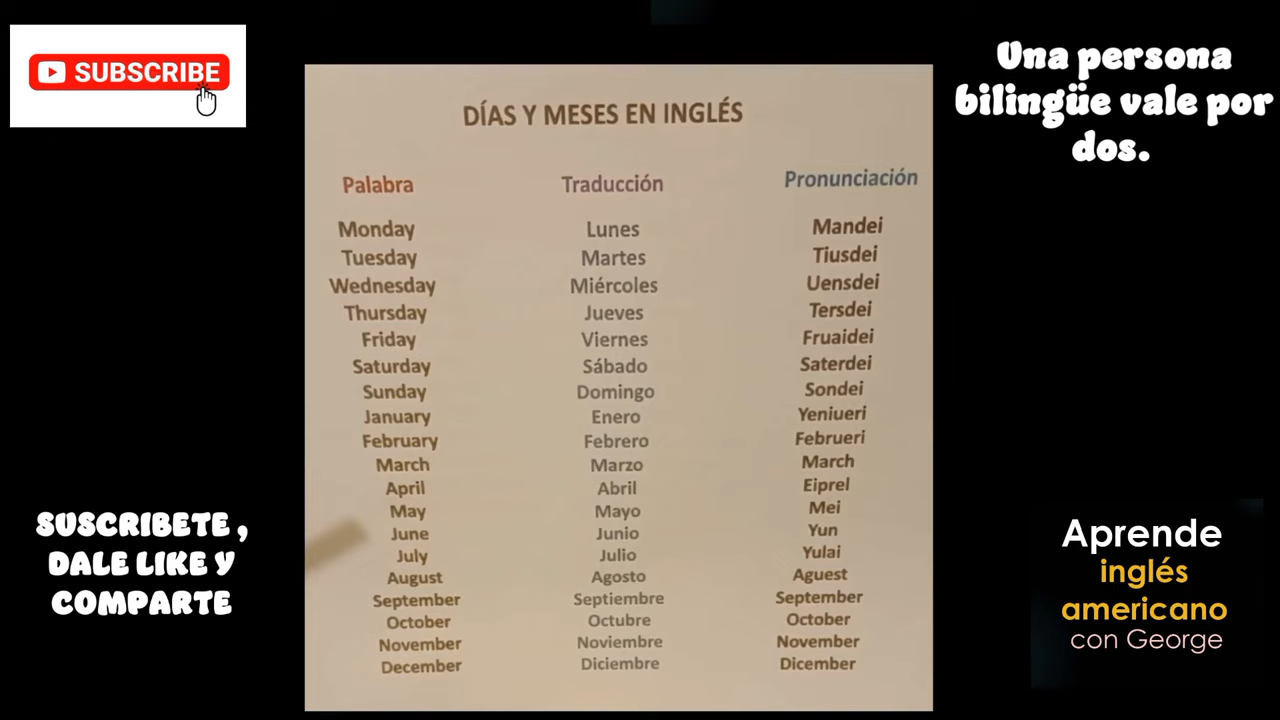 SUBSCRIBE
Una persona
bilingüe vale por
dos.
DÍAS Y MESES EN INGLÉS
Palabra Traducción Pronunciación
Monday Lunes Mandei
Tuesday Martes Tiusdei
Wednesday Miércoles Uensdei
Thursday Jueves Tersdei
Friday Viernes Fruaidei
Saturday Sábado Saterdei
Sunday Domingo Sondei
January Enero Yeniueri
February Febrero Februeri
March Marzo March
April Abril Eiprel
May Mayo Mei
June Junio Yun
July Julio Yulai
August Agosto Aguest
September Septiembre September
October Octubre October
November Noviembre November
December Diciembre Dicember
SUSCRIBETE ,
DALE LIKE Y
COMPARTE
Aprende
inglés
americano
con George